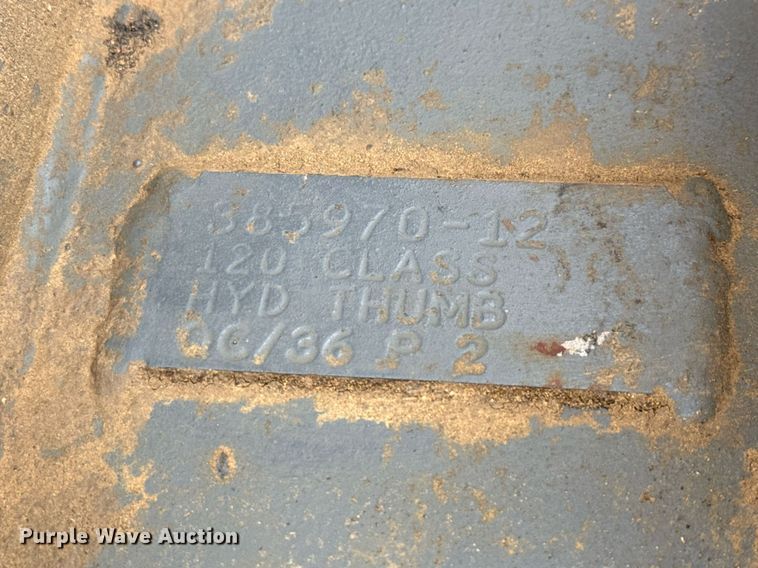 385970-12
120 CLASS
HYD THUMB
QC/36 P 2
Purple Wave Auction®